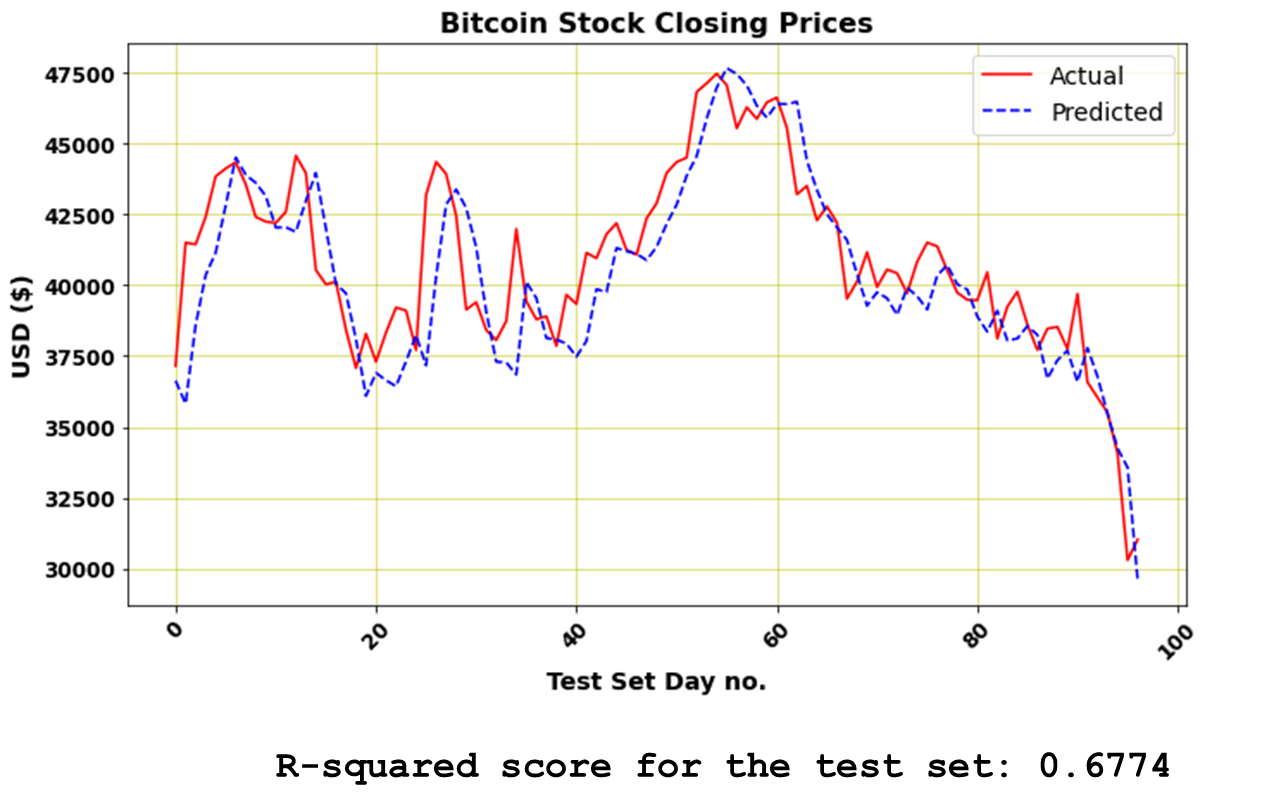 Bitcoin Stock Closing Prices
Actual
Predicted
47500
45000
42500
40000
37500
35000
32500
30000
USD ($)
0 20 40 60 80 100
Test Set Day no.
R-squared score for the test set: 0.6774